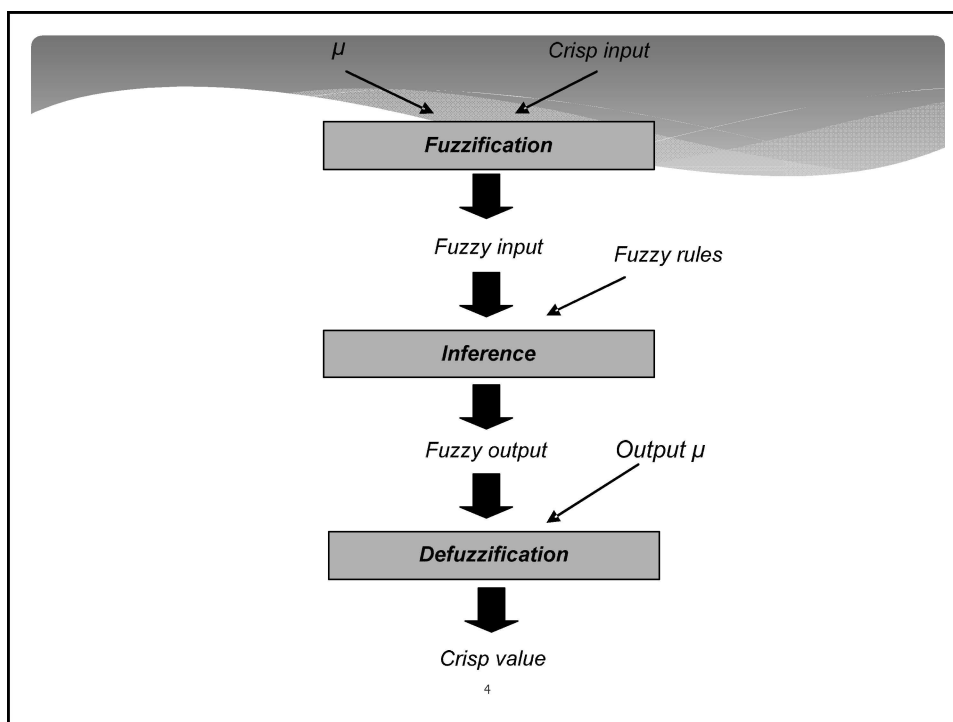 μ
Crisp input
Fuzzification
Fuzzy input
Fuzzy rules
Inference
Fuzzy output
Output μ
Defuzzification
Crisp value
4